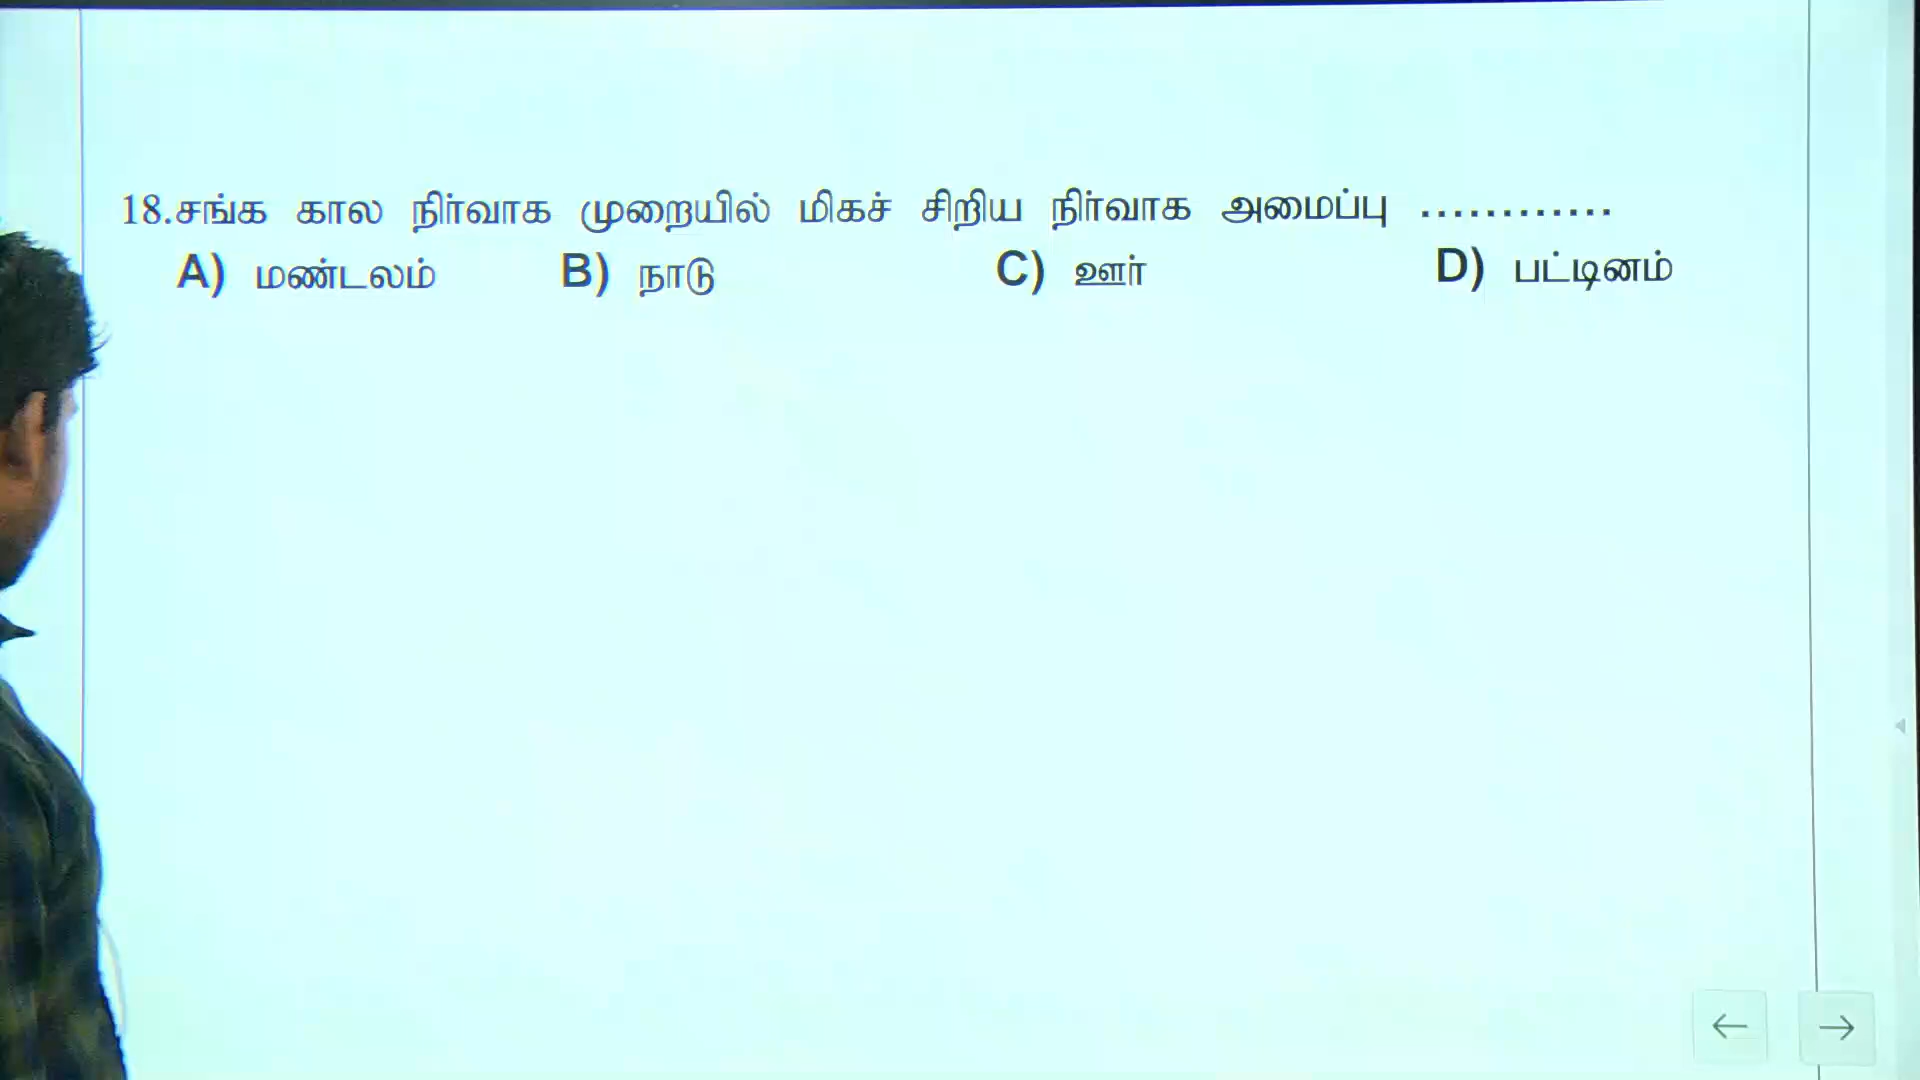 18.சங்க கால நிர்வாக முறையில் மிகச் சிறிய நிர்வாக அமைப்பு ............
A) மண்டலம் B) நாடு C) ஊர் D) பட்டினம்